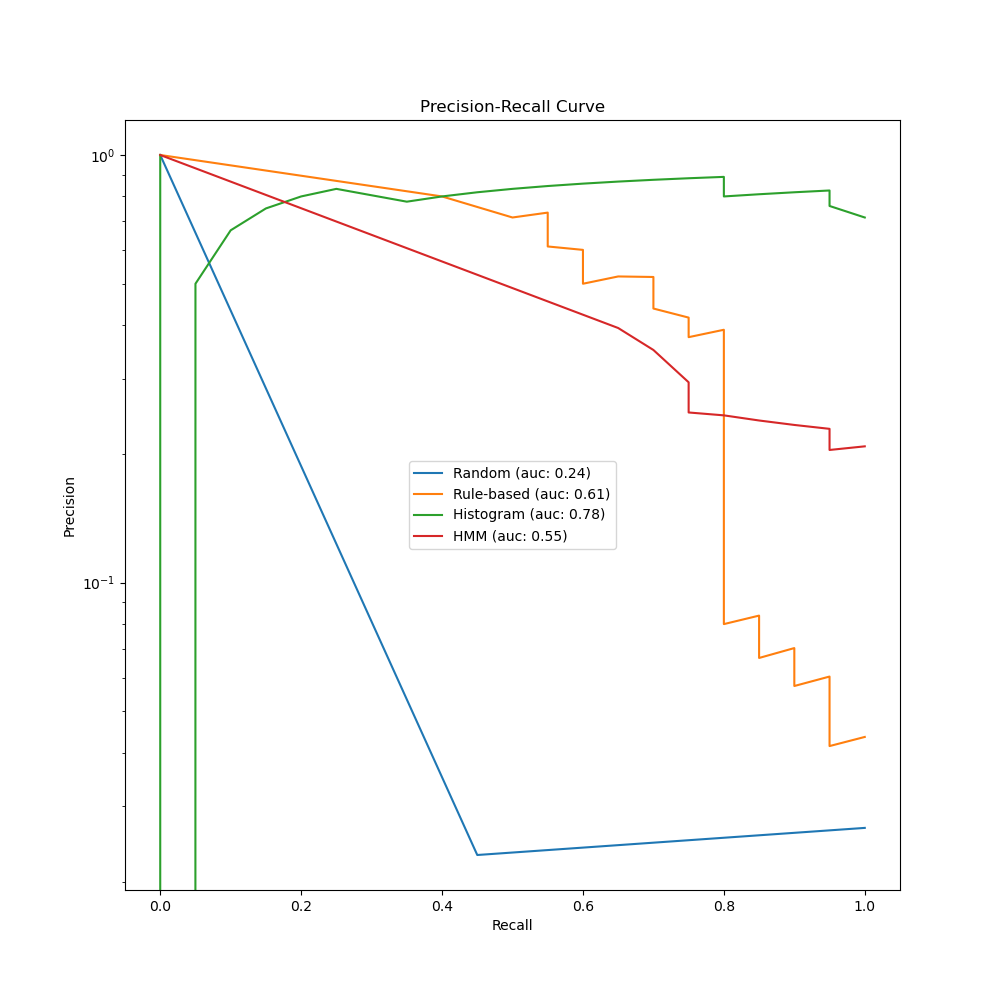 Precision-Recall Curve
10⁰
10⁻¹
Precision
Random (auc: 0.24)
Rule-based (auc: 0.61)
Histogram (auc: 0.78)
HMM (auc: 0.55)
0.0 0.2 0.4 0.6 0.8 1.0
Recall